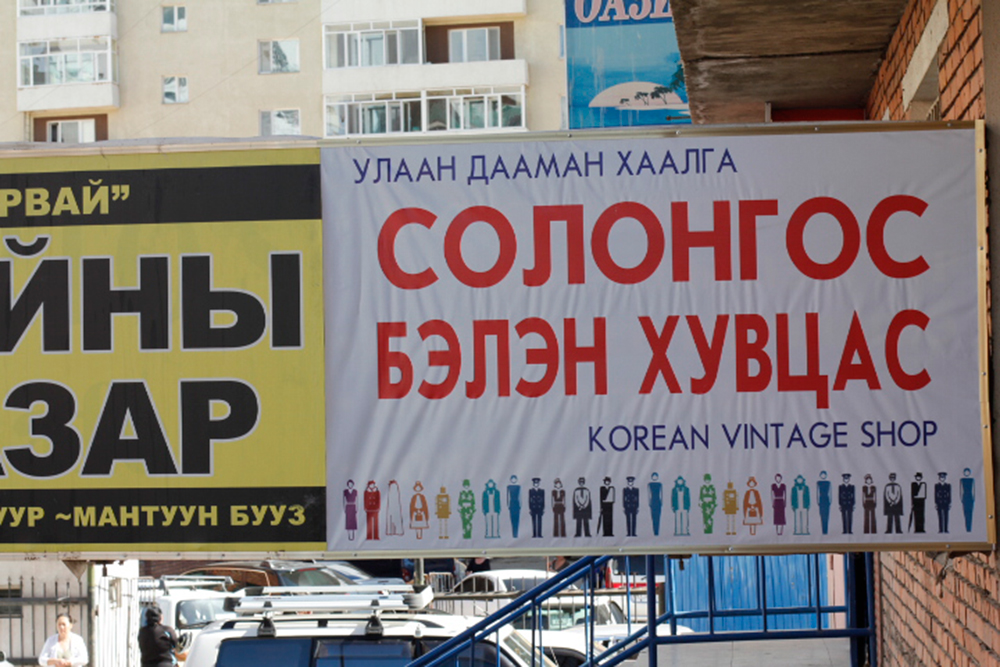 ОАЗИ
РВАЙ”
ЙНЫ
АЗАР
УУР ~МАНТУУН БУУЗ
УЛААН ДААМАН ХААЛГА
СОЛОНГОС
БЭЛЭН ХУВЦАС
KOREAN VINTAGE SHOP